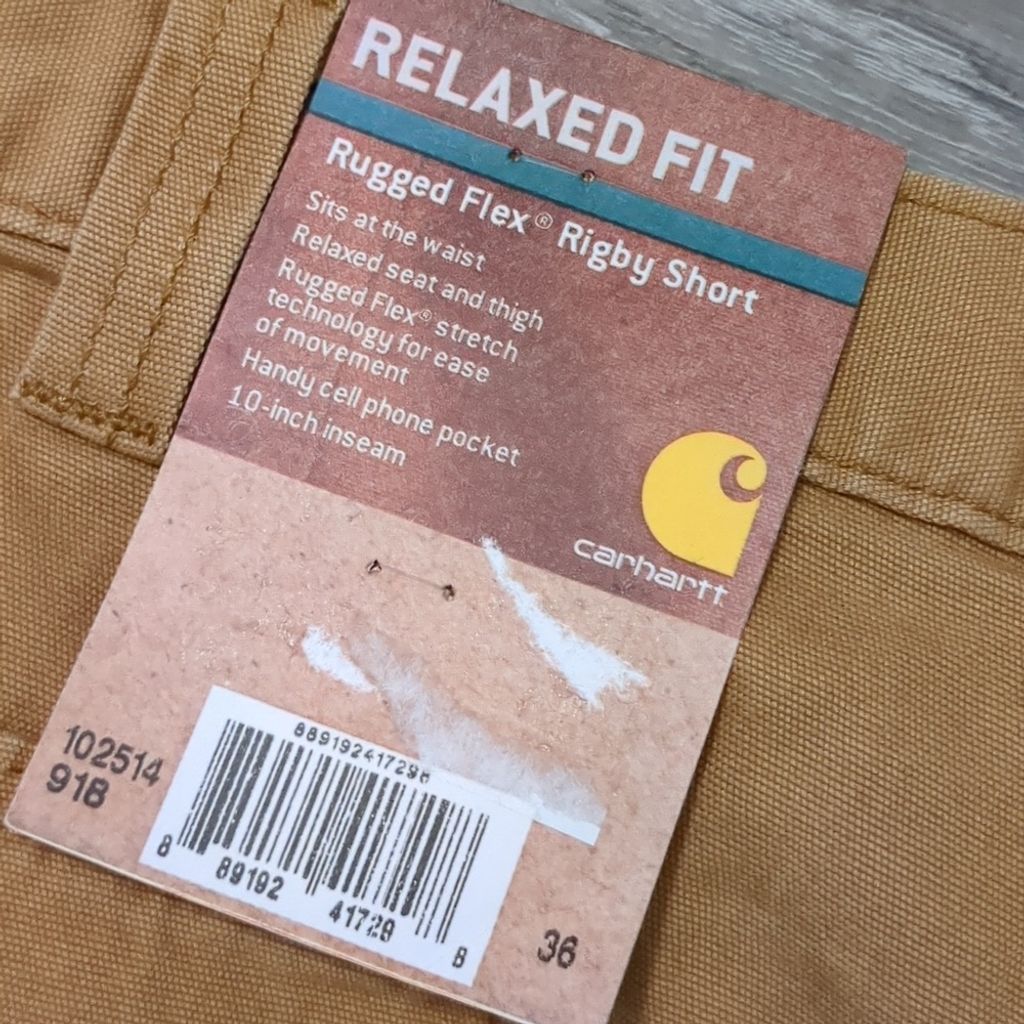 RELAXED FIT
Rugged Flex® Rigby Short
Sits at the waist
Relaxed seat and thigh
Rugged Flex® stretch
technology for ease
of movement
Handy cell phone pocket
10-inch inseam
carhartt
102514
918
889192417298
8 89192 41729 8
36